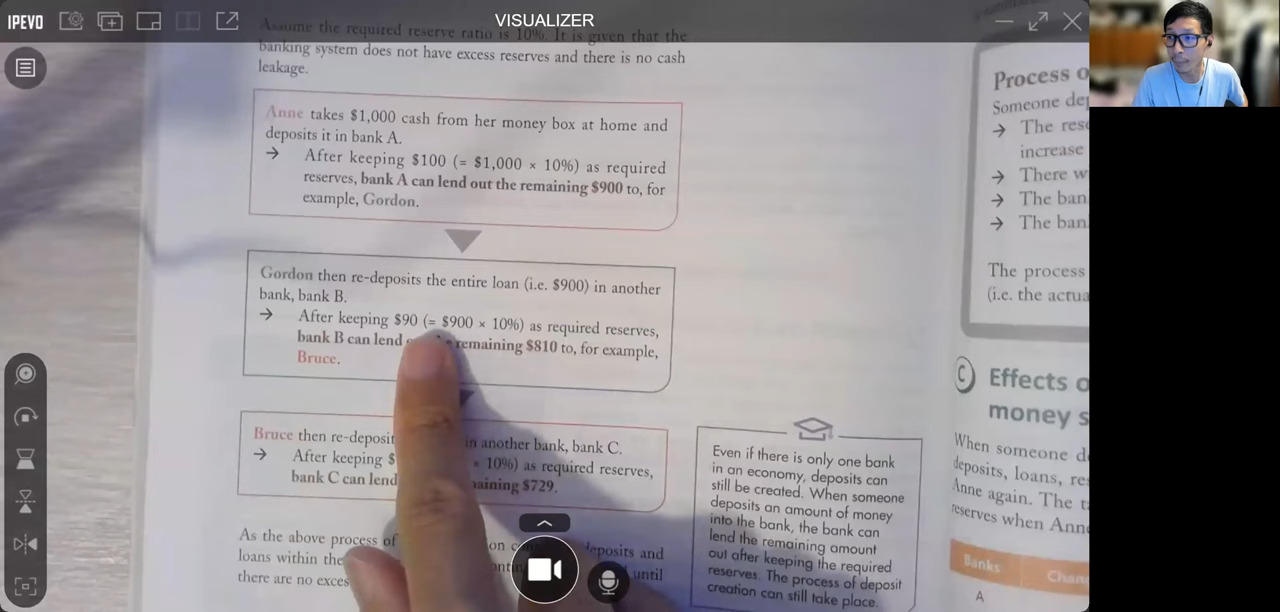 IPEVO
VISUALIZER
Assume the required reserve ratio is 10%. It is given that the
banking system does not have excess reserves and there is no cash
leakage.
Anne takes $1,000 cash from her money box at home and
deposits it in bank A.
→ After keeping $100 (= $1,000 × 10%) as required
reserves, bank A can lend out the remaining $900 to, for
example, Gordon.
Gordon then re-deposits the entire loan (i.e. $900) in another
bank, bank B.
→ After keeping $90 (= $900 × 10%) as required reserves,
bank B can lend remaining $810 to, for example,
Bruce.
Bruce then re-deposit in another bank, bank C.
→ After keeping $ × 10%) as required reserves,
bank C can lend $729.
As the above process of deposits and
loans within the until
there are no
Even if there is only one bank
in an economy, deposits can
still be created. When someone
deposits an amount of money
into the bank, the bank can
lend the remaining amount
out after keeping the required
reserves. The process of deposit
creation can still take place.
Process o
Someone dep
→ The rese
increase
→ There w
→ The ban
→ The ban
The process
(i.e. the actua
C Effects o
money s
When someone d
deposits, loans, re
Anne again. The t
reserves when Ann
Banks Chan
A